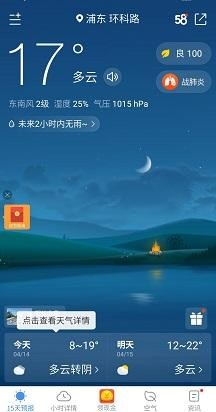 浦东 环科路
58°
17°
多云
良 100
战肺炎
东南风 2级 湿度 25% 气压 1015 hPa
未来2小时内无雨~
点击查看天气详情
今天
8~19°
04/14
多云转阴
明天
12~22°
04/15
多云
15天预报
小时详情
领现金
空气
资讯